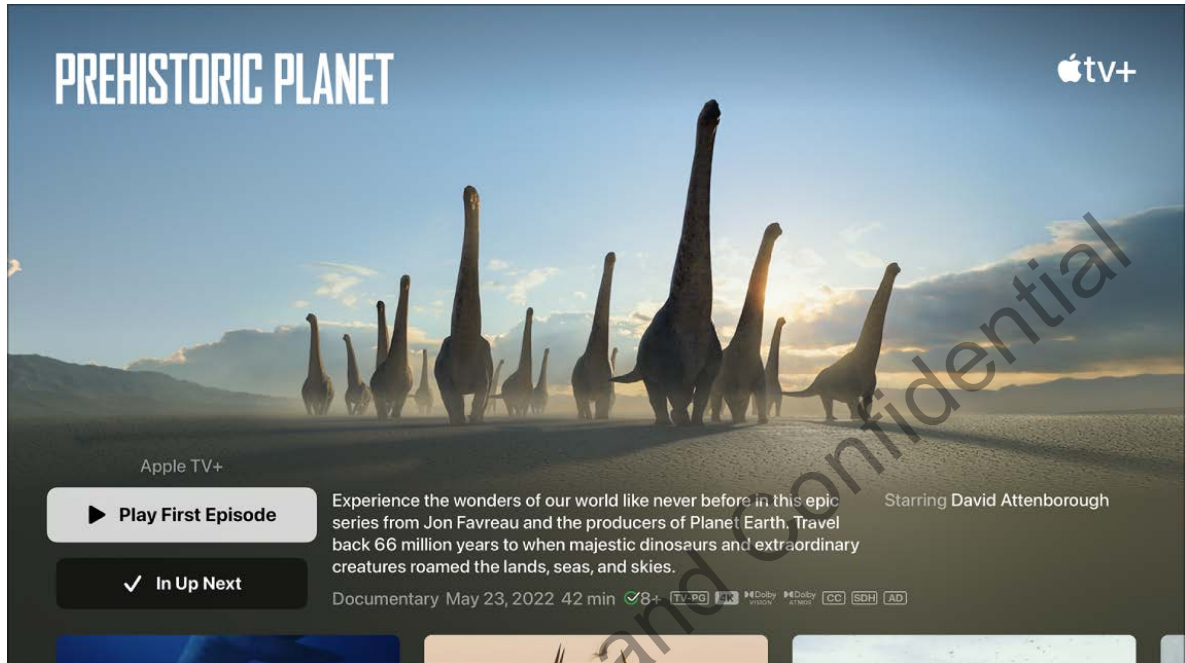 PREHISTORIC PLANET
tv+
Apple TV+
Play First Episode
In Up Next
Experience the wonders of our world like never before in this epic
series from Jon Favreau and the producers of Planet Earth. Travel
back 66 million years to when majestic dinosaurs and extraordinary
creatures roamed the lands, seas, and skies.
Starring David Attenborough
Documentary May 23, 2022 42 min 8+ TV-PG 4K Dolby VISION Dolby ATMOS CC SDH AD
and Confidential